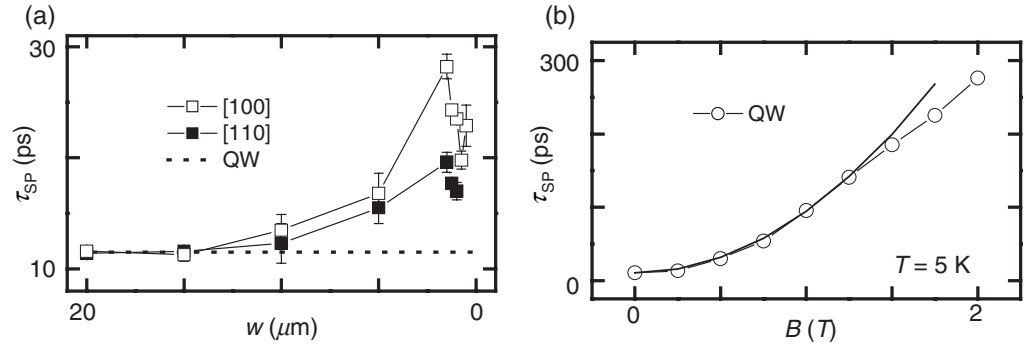 (a)
30
10
τSP (ps)
[100]
[110]
QW
20
0
w (μm)
(b)
300
0
τSP (ps)
QW
T = 5 K
0
2
B (T)